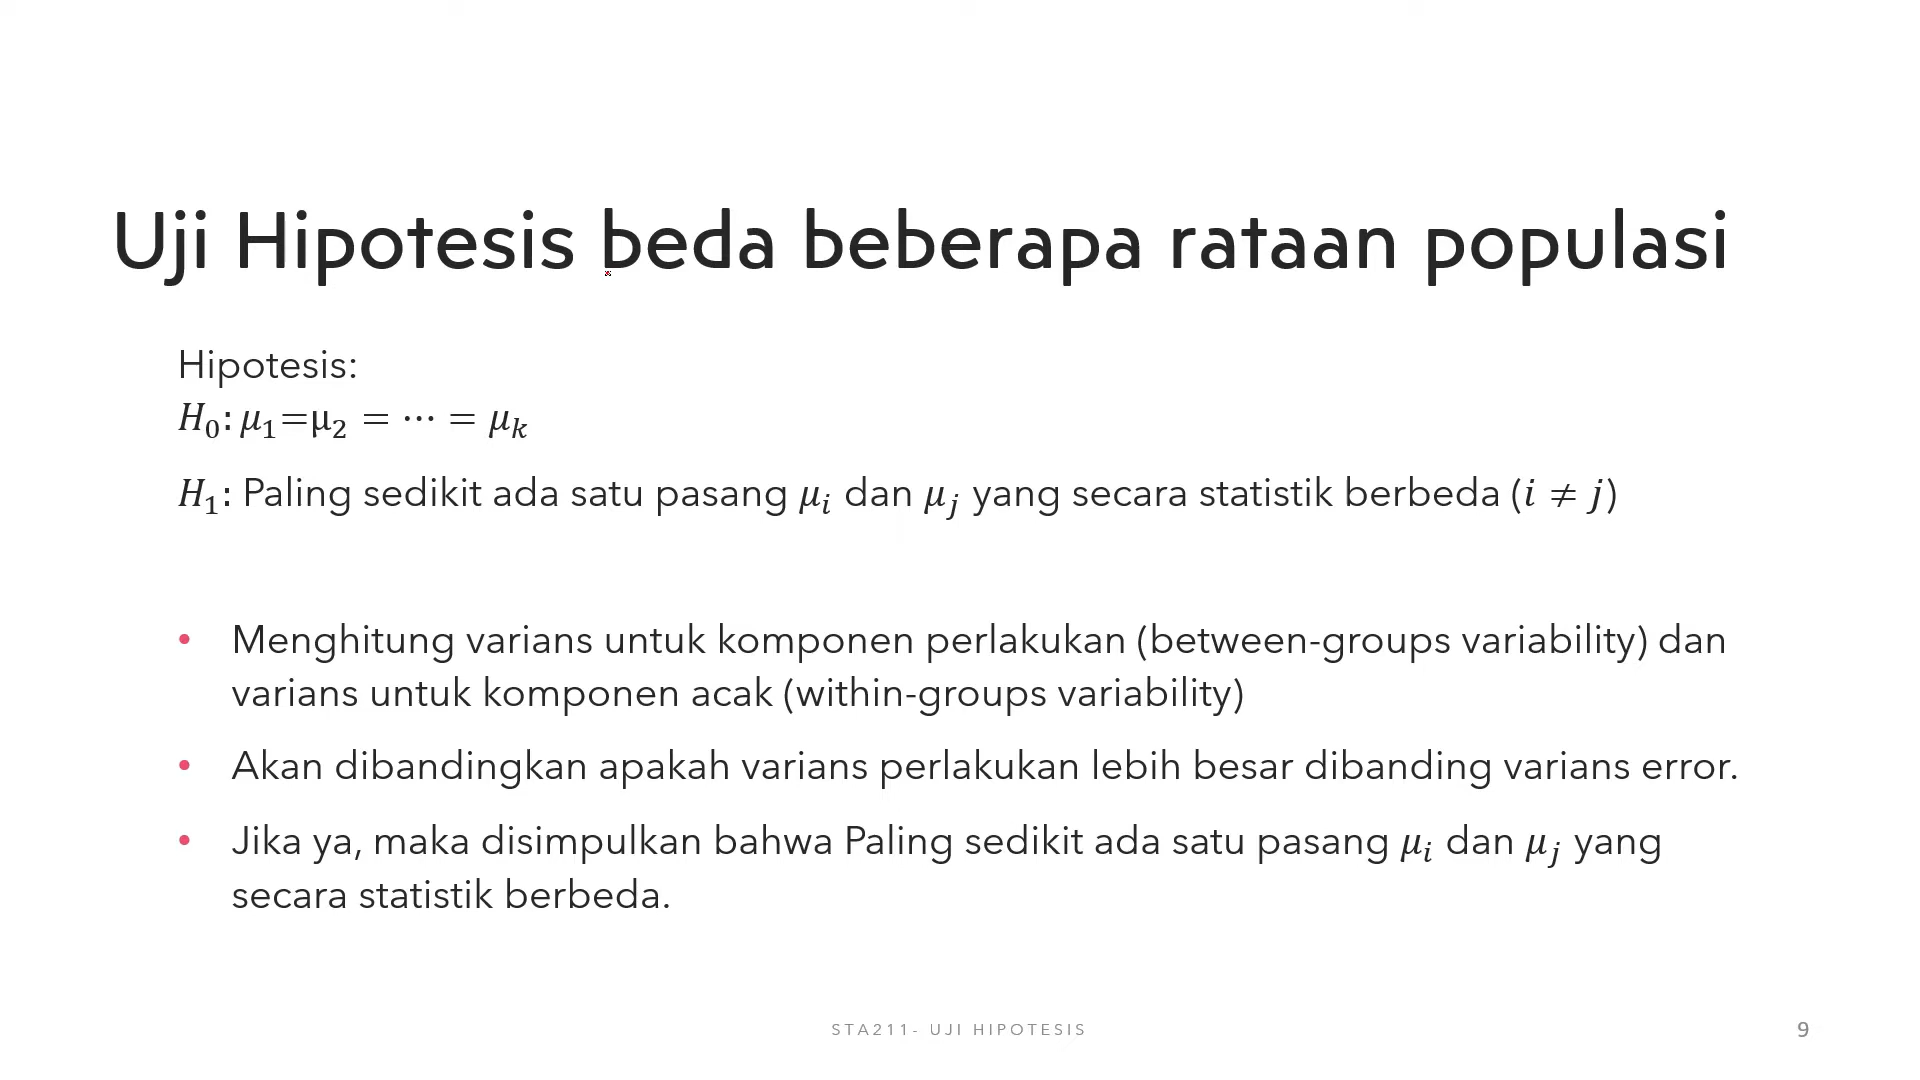 Uji Hipotesis beda beberapa rataan populasi
Hipotesis:
𝐻₀: 𝜇₁=µ₂ = ⋯ = 𝜇ₖ
𝐻₁: Paling sedikit ada satu pasang 𝜇ᵢ dan 𝜇ⱼ yang secara statistik berbeda (𝑖 ≠ 𝑗)
• Menghitung varians untuk komponen perlakukan (between-groups variability) dan
varians untuk komponen acak (within-groups variability)
• Akan dibandingkan apakah varians perlakukan lebih besar dibanding varians error.
• Jika ya, maka disimpulkan bahwa Paling sedikit ada satu pasang 𝜇ᵢ dan 𝜇ⱼ yang
secara statistik berbeda.
STA211- UJI HIPOTESIS
9